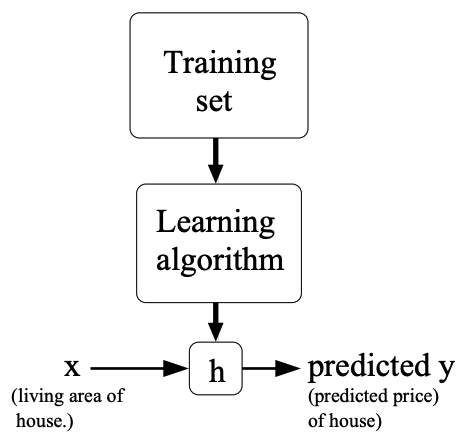 Training
set
Learning
algorithm
x
h
predicted y
(living area of
house.)
(predicted price)
of house)